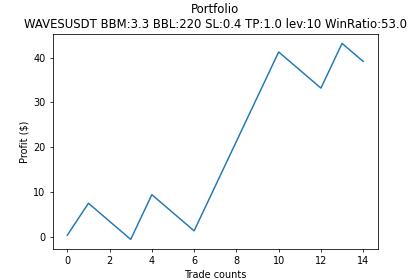 Portfolio
WAVESUSDT BBM:3.3 BBL:220 SL:0.4 TP:1.0 lev:10 WinRatio:53.0
40
30
20
10
0
Profit ($)
0 2 4 6 8 10 12 14
Trade counts